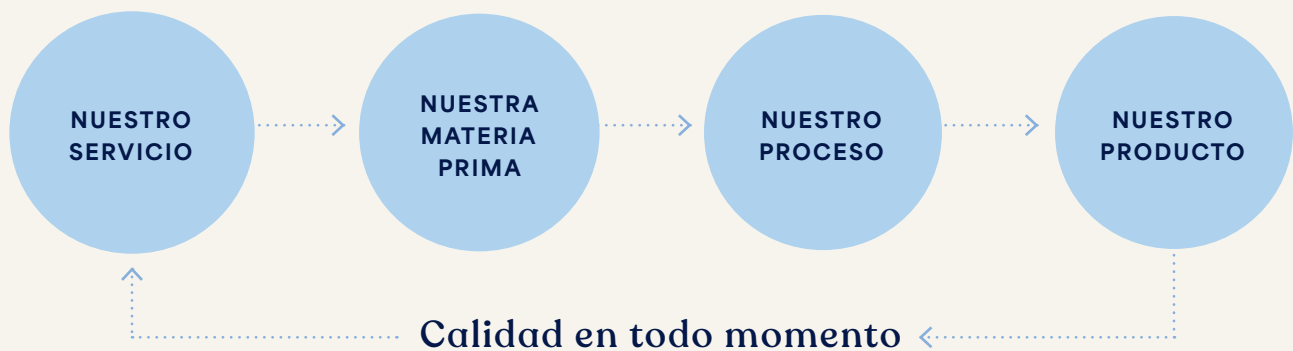 NUESTRO
SERVICIO
NUESTRA
MATERIA
PRIMA
NUESTRO
PROCESO
NUESTRO
PRODUCTO
Calidad en todo momento